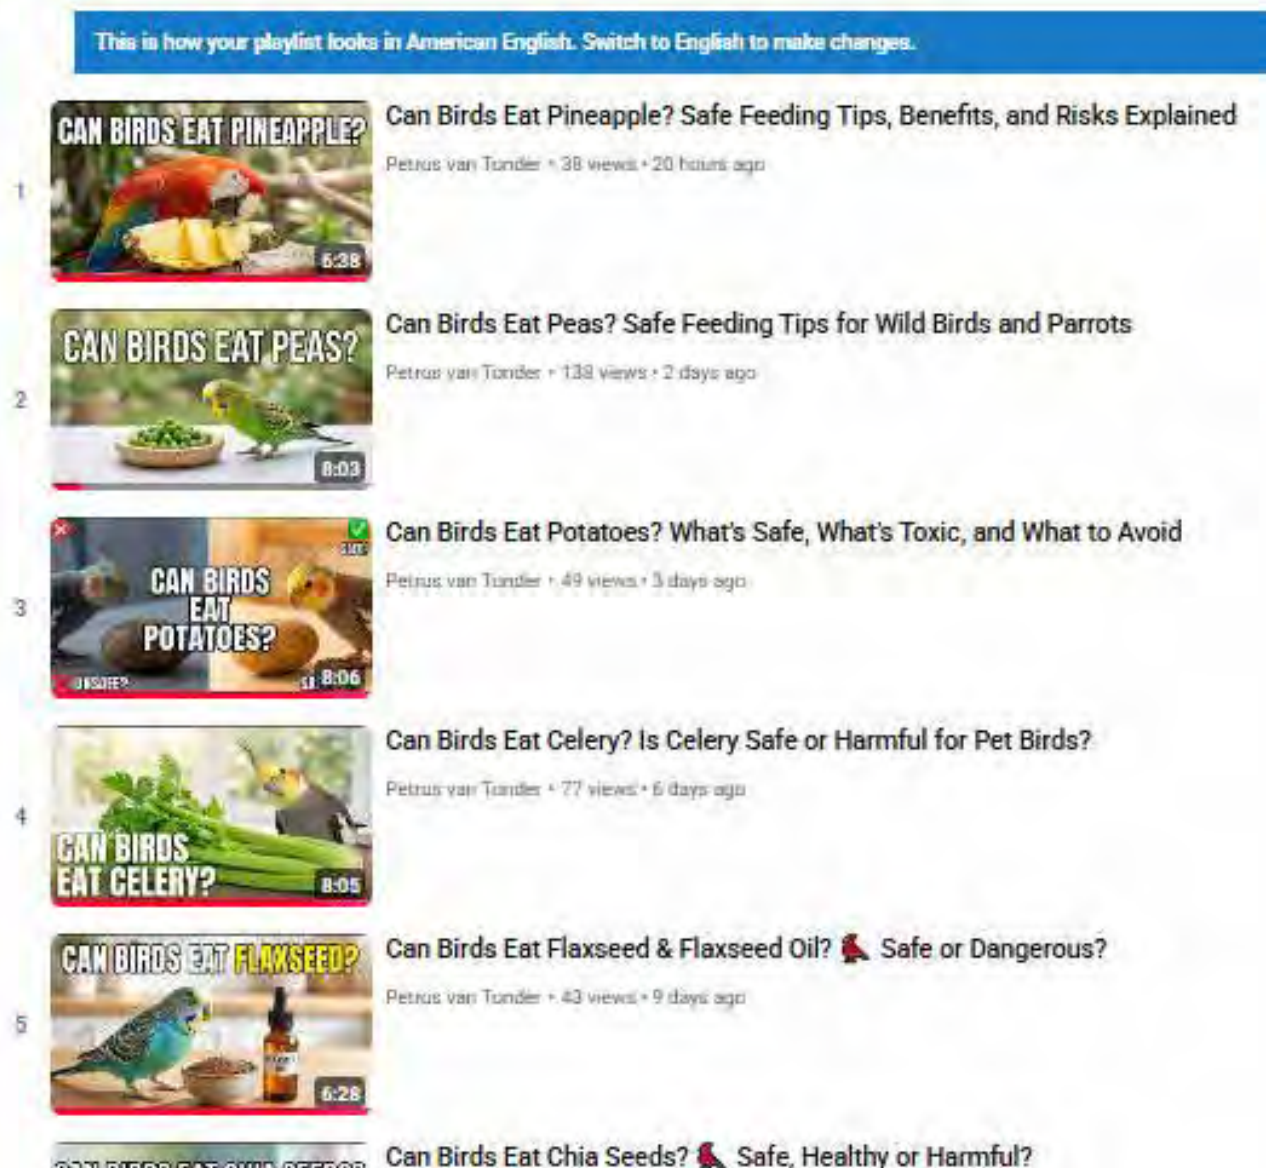 This is how your playlist looks in American English. Switch to English to make changes.
1
CAN BIRDS EAT PINEAPPLE?
6:38
Can Birds Eat Pineapple? Safe Feeding Tips, Benefits, and Risks Explained
Petrus van Tonder • 38 views • 20 hours ago
2
CAN BIRDS EAT PEAS?
8:03
Can Birds Eat Peas? Safe Feeding Tips for Wild Birds and Parrots
Petrus van Tonder • 138 views • 2 days ago
3
CAN BIRDS
EAT
POTATOES?
8:06
Can Birds Eat Potatoes? What's Safe, What's Toxic, and What to Avoid
Petrus van Tonder • 49 views • 3 days ago
4
CAN BIRDS
EAT CELERY?
8:05
Can Birds Eat Celery? Is Celery Safe or Harmful for Pet Birds?
Petrus van Tonder • 77 views • 6 days ago
5
CAN BIRDS EAT FLAXSEED?
6:28
Can Birds Eat Flaxseed & Flaxseed Oil? Safe or Dangerous?
Petrus van Tonder • 43 views • 9 days ago
Can Birds Eat Chia Seeds? Safe, Healthy or Harmful?